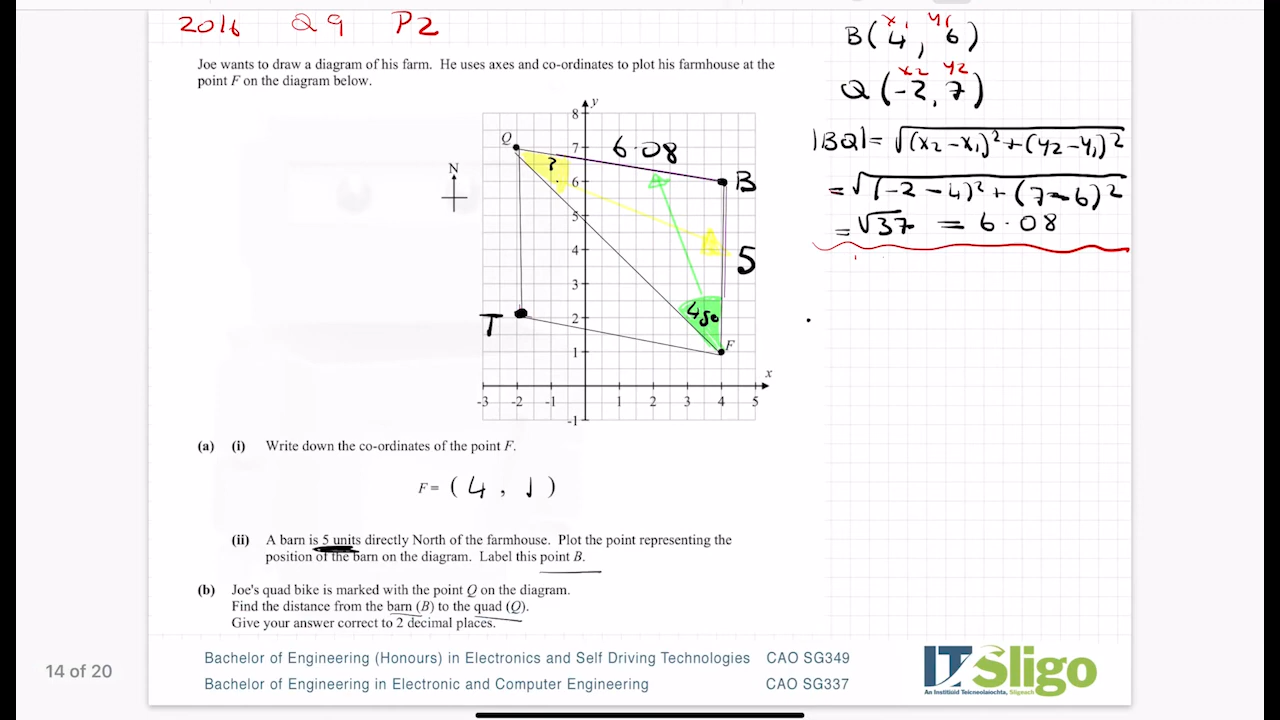 2016 Q9 P2
Joe wants to draw a diagram of his farm. He uses axes and co-ordinates to plot his farmhouse at the
point F on the diagram below.
N
y
8
Q
7
6.08
?
6
B
5
4
5
3
T
2
45°
1
F
x
-3 -2 -1 1 2 3 4 5
-1
(a) (i) Write down the co-ordinates of the point F.
F = (4, 1)
(ii) A barn is 5 units directly North of the farmhouse. Plot the point representing the
position of the barn on the diagram. Label this point B.
(b) Joe's quad bike is marked with the point Q on the diagram.
Find the distance from the barn (B) to the quad (Q).
Give your answer correct to 2 decimal places.
x1 y1
B(4, 6)
x2 y2
Q(-2, 7)
|BQ| = √(x2-x1)²+(y2-y1)²
= √(-2-4)²+(7-6)²
= √37 = 6.08
14 of 20
Bachelor of Engineering (Honours) in Electronics and Self Driving Technologies CAO SG349
Bachelor of Engineering in Electronic and Computer Engineering CAO SG337
IT Sligo
An Institiúid Teicneolaíochta, Sligeach